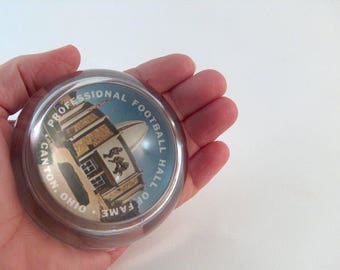 PROFESSIONAL FOOTBALL HALL OF FAME
• CANTON, OHIO •